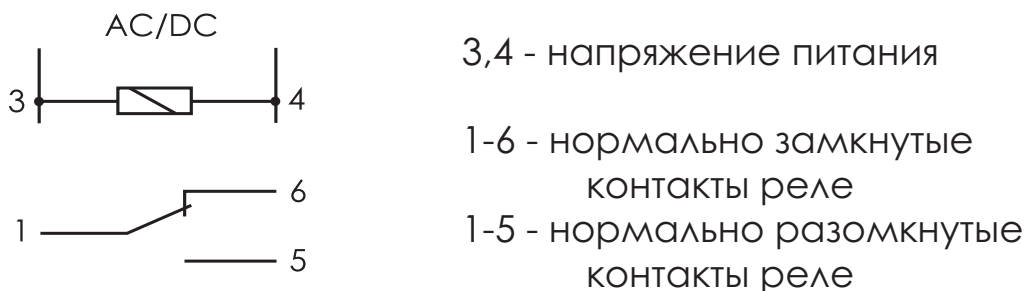 AC/DC
3
4
3,4 - напряжение питания
1-6 - нормально замкнутые
контакты реле
6
1
1-5 - нормально разомкнутые
5
контакты реле